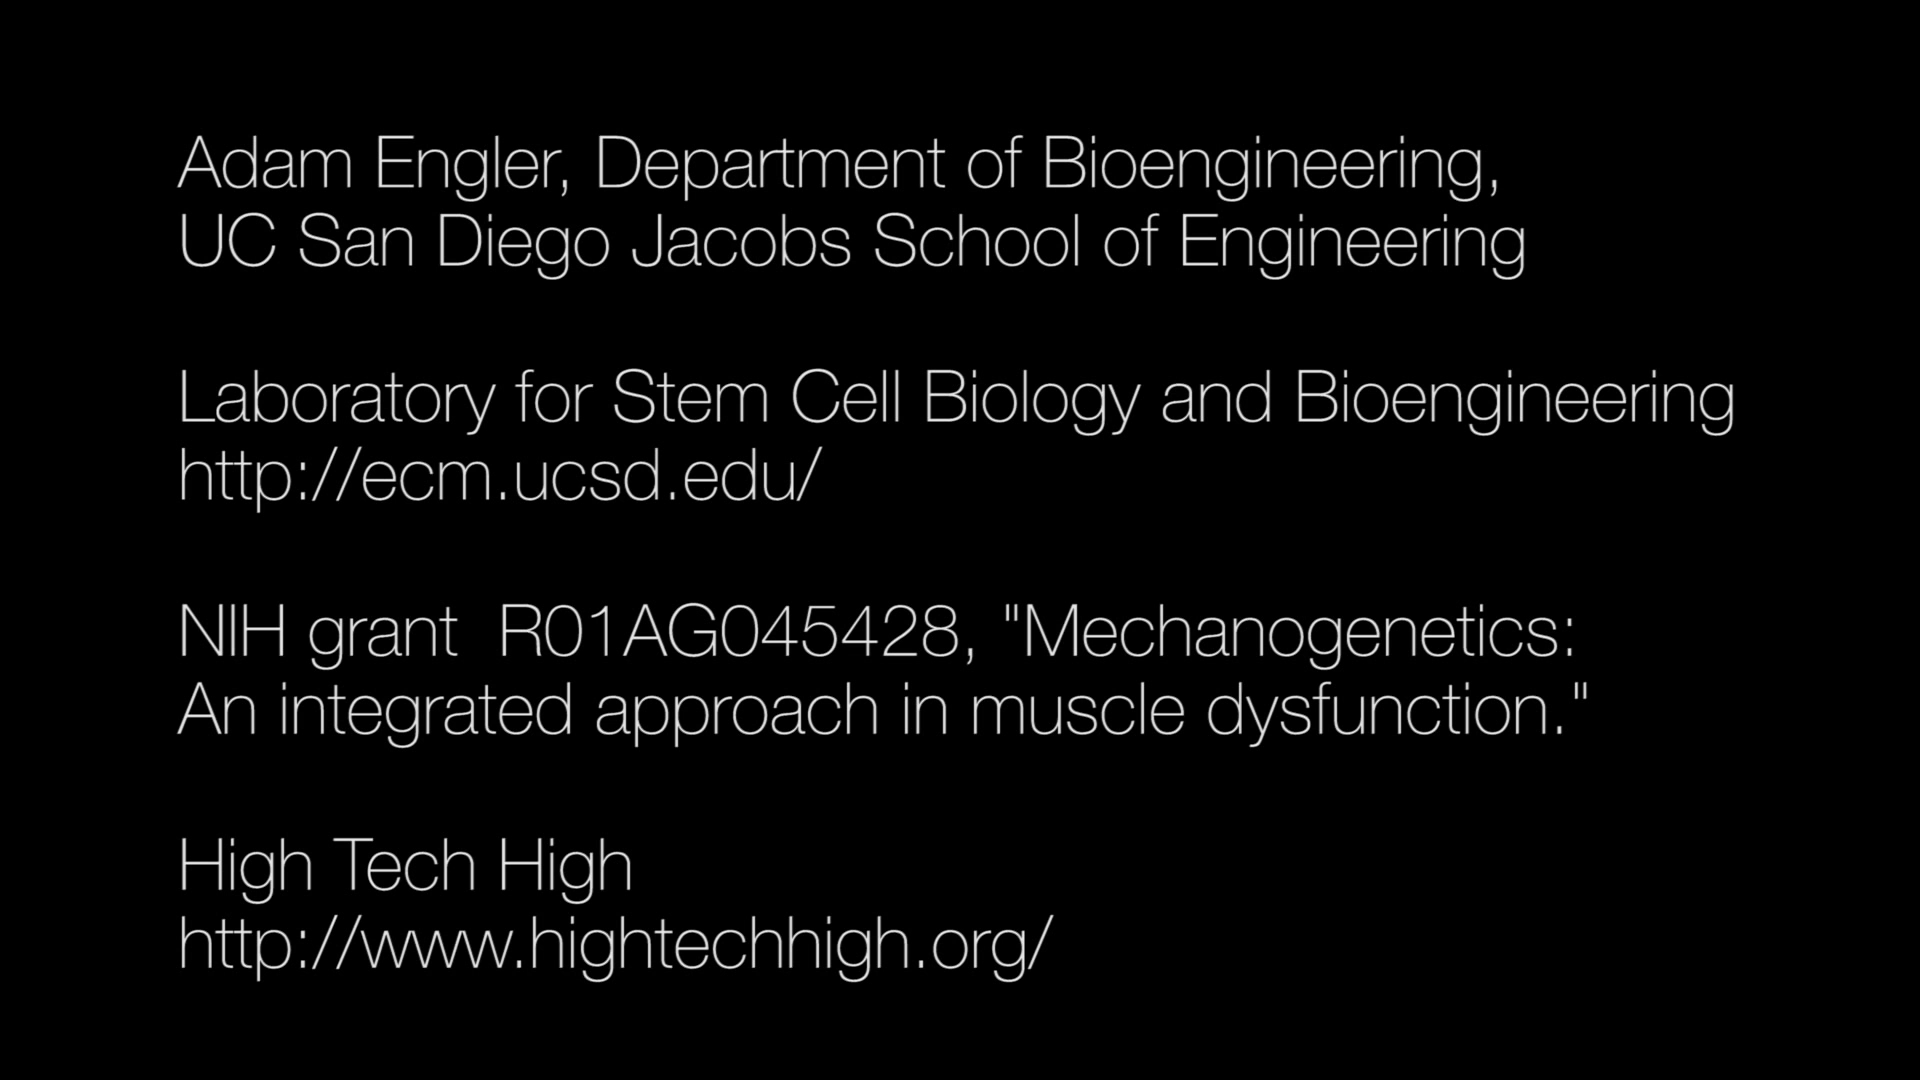 Adam Engler, Department of Bioengineering,
UC San Diego Jacobs School of Engineering
Laboratory for Stem Cell Biology and Bioengineering
http://ecm.ucsd.edu/
NIH grant  R01AG045428, "Mechanogenetics:
An integrated approach in muscle dysfunction."
High Tech High
http://www.hightechhigh.org/